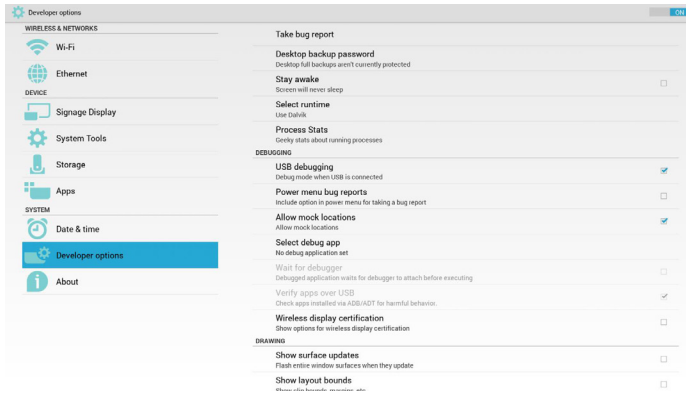 Developer options
ON
WIRELESS & NETWORKS
Wi-Fi
Ethernet
DEVICE
Signage Display
System Tools
Storage
Apps
SYSTEM
Date & time
Developer options
About
Take bug report
Desktop backup password
Desktop full backups aren't currently protected
Stay awake
Screen will never sleep
Select runtime
Use Dalvik
Process Stats
Geeky stats about running processes
DEBUGGING
USB debugging
Debug mode when USB is connected
Power menu bug reports
Include option in power menu for taking a bug report
Allow mock locations
Allow mock locations
Select debug app
No debug application set
Wait for debugger
Debugged application waits for debugger to attach before executing
Verify apps over USB
Check apps installed via ADB/ADT for harmful behavior.
Wireless display certification
Show options for wireless display certification
DRAWING
Show surface updates
Flash entire window surfaces when they update
Show layout bounds
Show clip bounds, margins, etc.